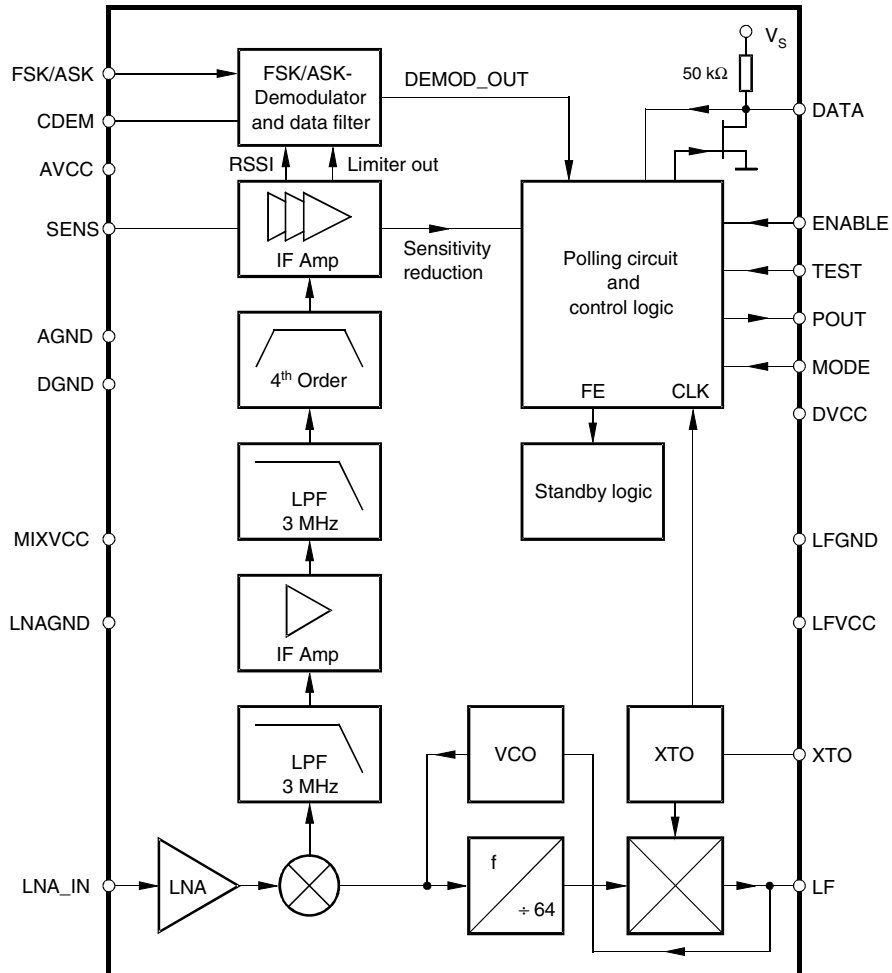 V_S
50 kΩ
FSK/ASK
FSK/ASK-
Demodulator
and data filter
DEMOD_OUT
DATA
CDEM
RSSI
Limiter out
AVCC
SENS
IF Amp
Sensitivity
reduction
Polling circuit
and
control logic
FE
CLK
ENABLE
TEST
POUT
MODE
DVCC
AGND
DGND
4th Order
LPF
3 MHz
Standby logic
MIXVCC
LFGND
LNAGND
LFVCC
IF Amp
LPF
3 MHz
VCO
XTO
XTO
LNA_IN
LNA
f
÷ 64
LF